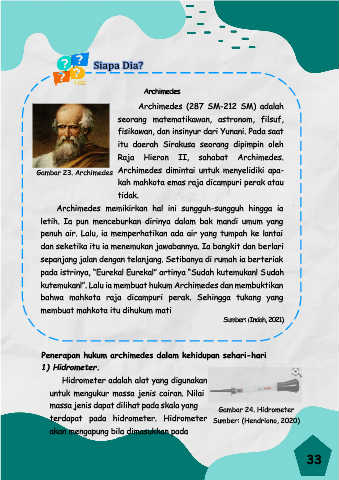 Siapa Dia?
Archimedes
Archimedes (287 SM-212 SM) adalah
seorang matematikawan, astronom, filsuf,
fisikawan, dan insinyur dari Yunani. Pada saat
itu daerah Sirakusa seorang dipimpin oleh
Raja Hieron II, sahabat Archimedes.
Archimedes dimintai untuk menyelidiki apa-
kah mahkota emas raja dicampuri perak atau
tidak.
Gambar 23. Archimedes
Archimedes memikirkan hal ini sungguh-sungguh hingga ia
letih. Ia pun menceburkan dirinya dalam bak mandi umum yang
penuh air. Lalu, ia memperhatikan ada air yang tumpah ke lantai
dan seketika itu ia menemukan jawabannya. Ia bangkit dan berlari
sepanjang jalan dengan telanjang. Setibanya di rumah ia berteriak
pada istrinya, "Eureka! Eureka!" artinya "Sudah kutemukan! Sudah
kutemukan!". Lalu ia membuat hukum Archimedes dan membuktikan
bahwa mahkota raja dicampuri perak. Sehingga tukang yang
membuat mahkota itu dihukum mati
Sumber: (Indah, 2021)
Penerapan hukum archimedes dalam kehidupan sehari-hari
1) Hidrometer.
Hidrometer adalah alat yang digunakan
untuk mengukur massa jenis cairan. Nilai
massa jenis dapat dilihat pada skala yang
terdapat pada hidrometer. Hidrometer
akan mengapung bila dimasukkan pada
Gambar 24. Hidrometer
Sumber: (Hendriono, 2020)
33